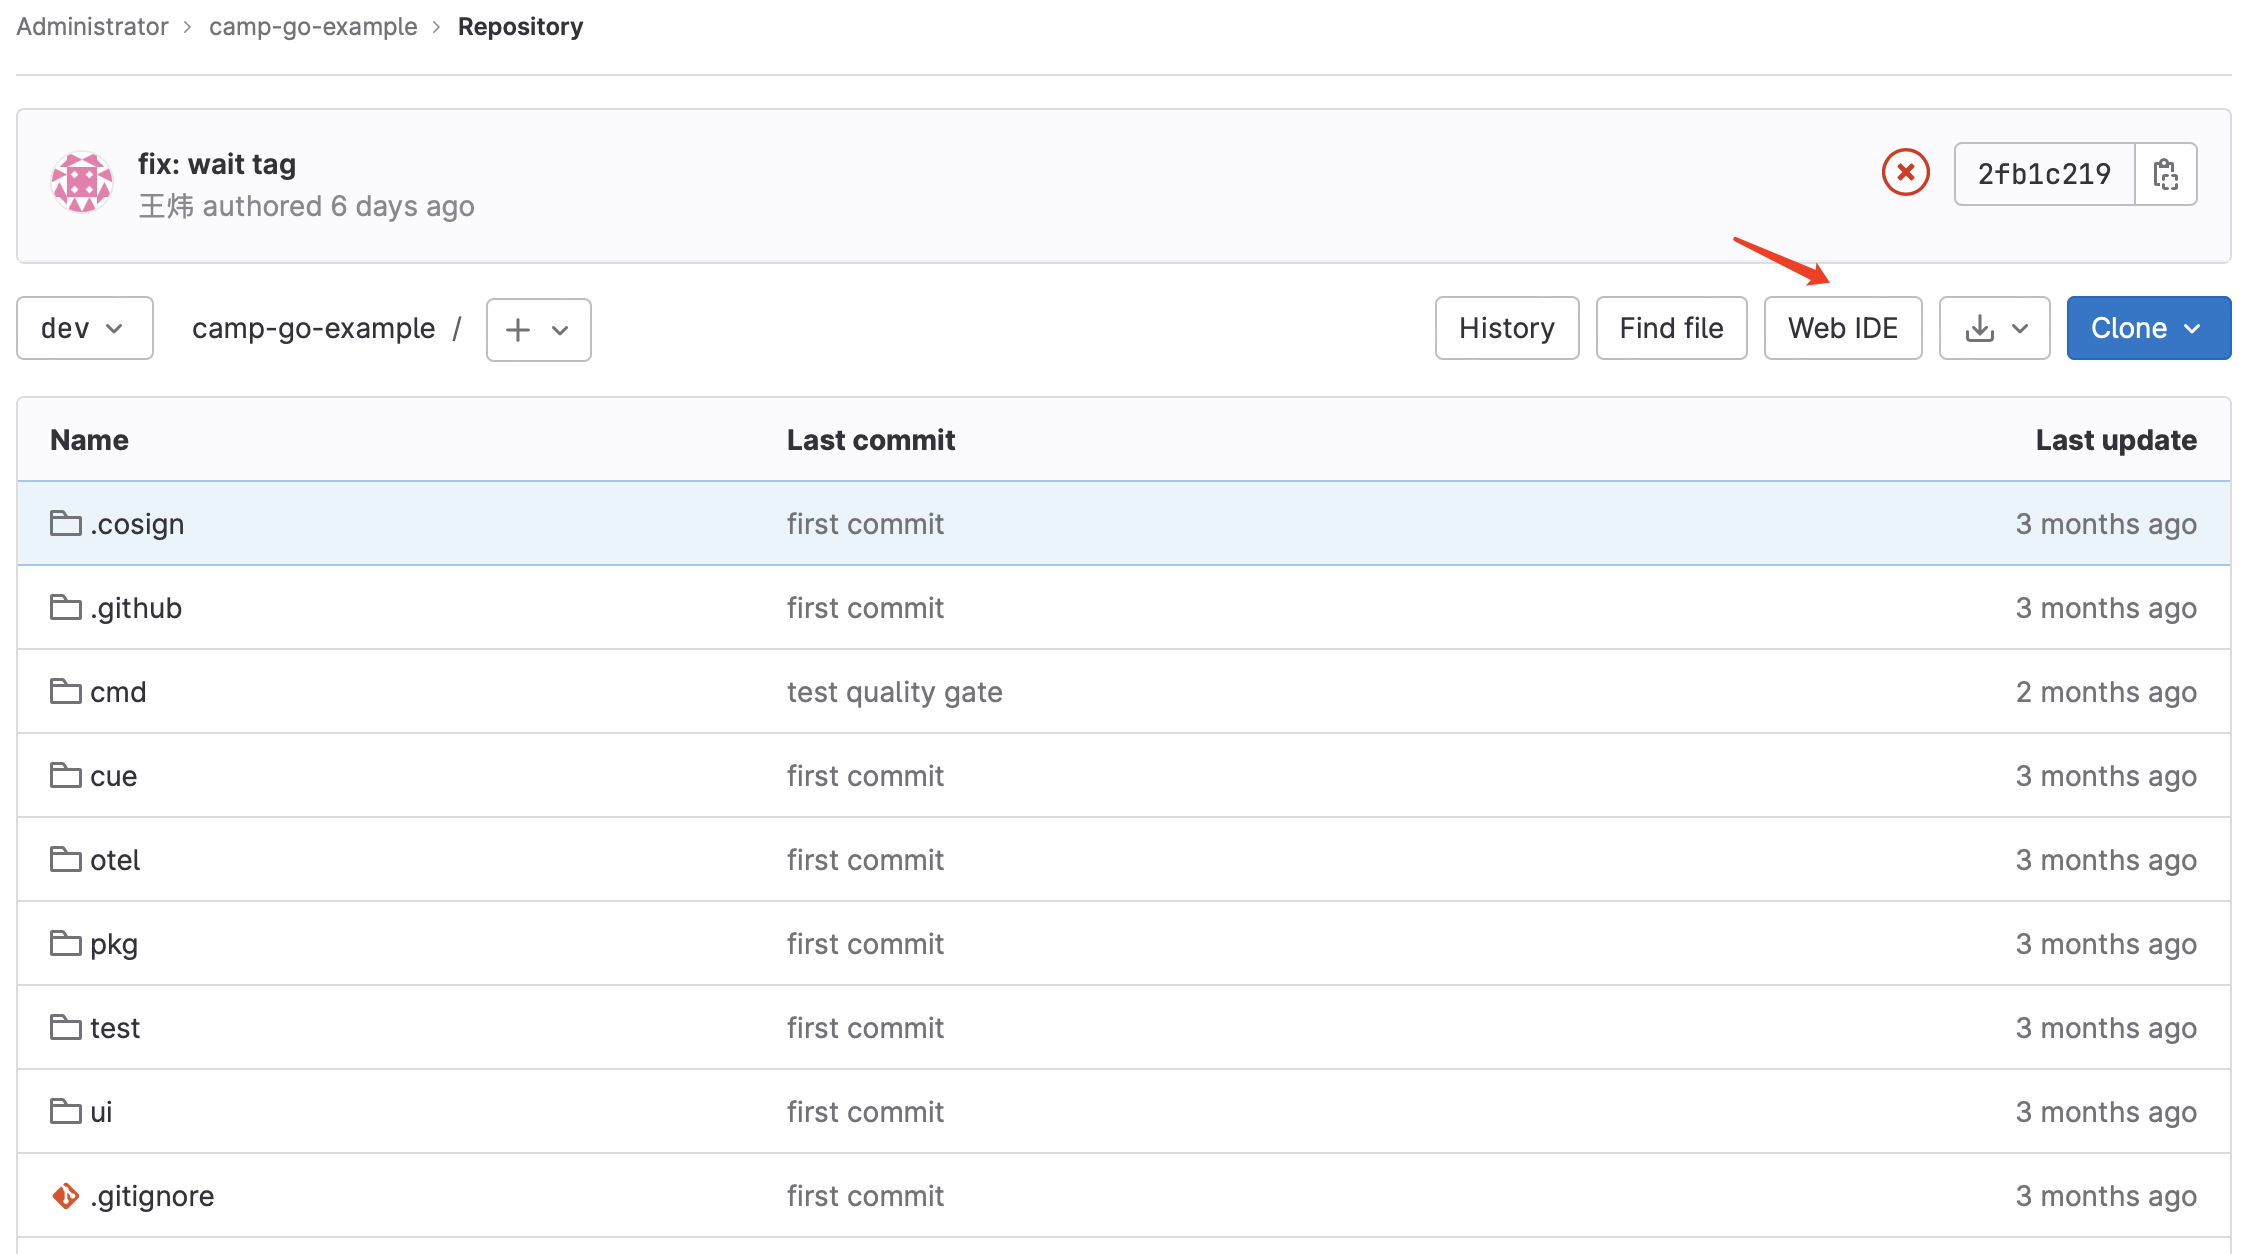 Administrator > camp-go-example > Repository
fix: wait tag
王炜 authored 6 days ago
2fb1c219
dev
camp-go-example /
History
Find file
Web IDE
Clone
Name Last commit Last update
.cosign first commit 3 months ago
.github first commit 3 months ago
cmd test quality gate 2 months ago
cue first commit 3 months ago
otel first commit 3 months ago
pkg first commit 3 months ago
test first commit 3 months ago
ui first commit 3 months ago
.gitignore first commit 3 months ago